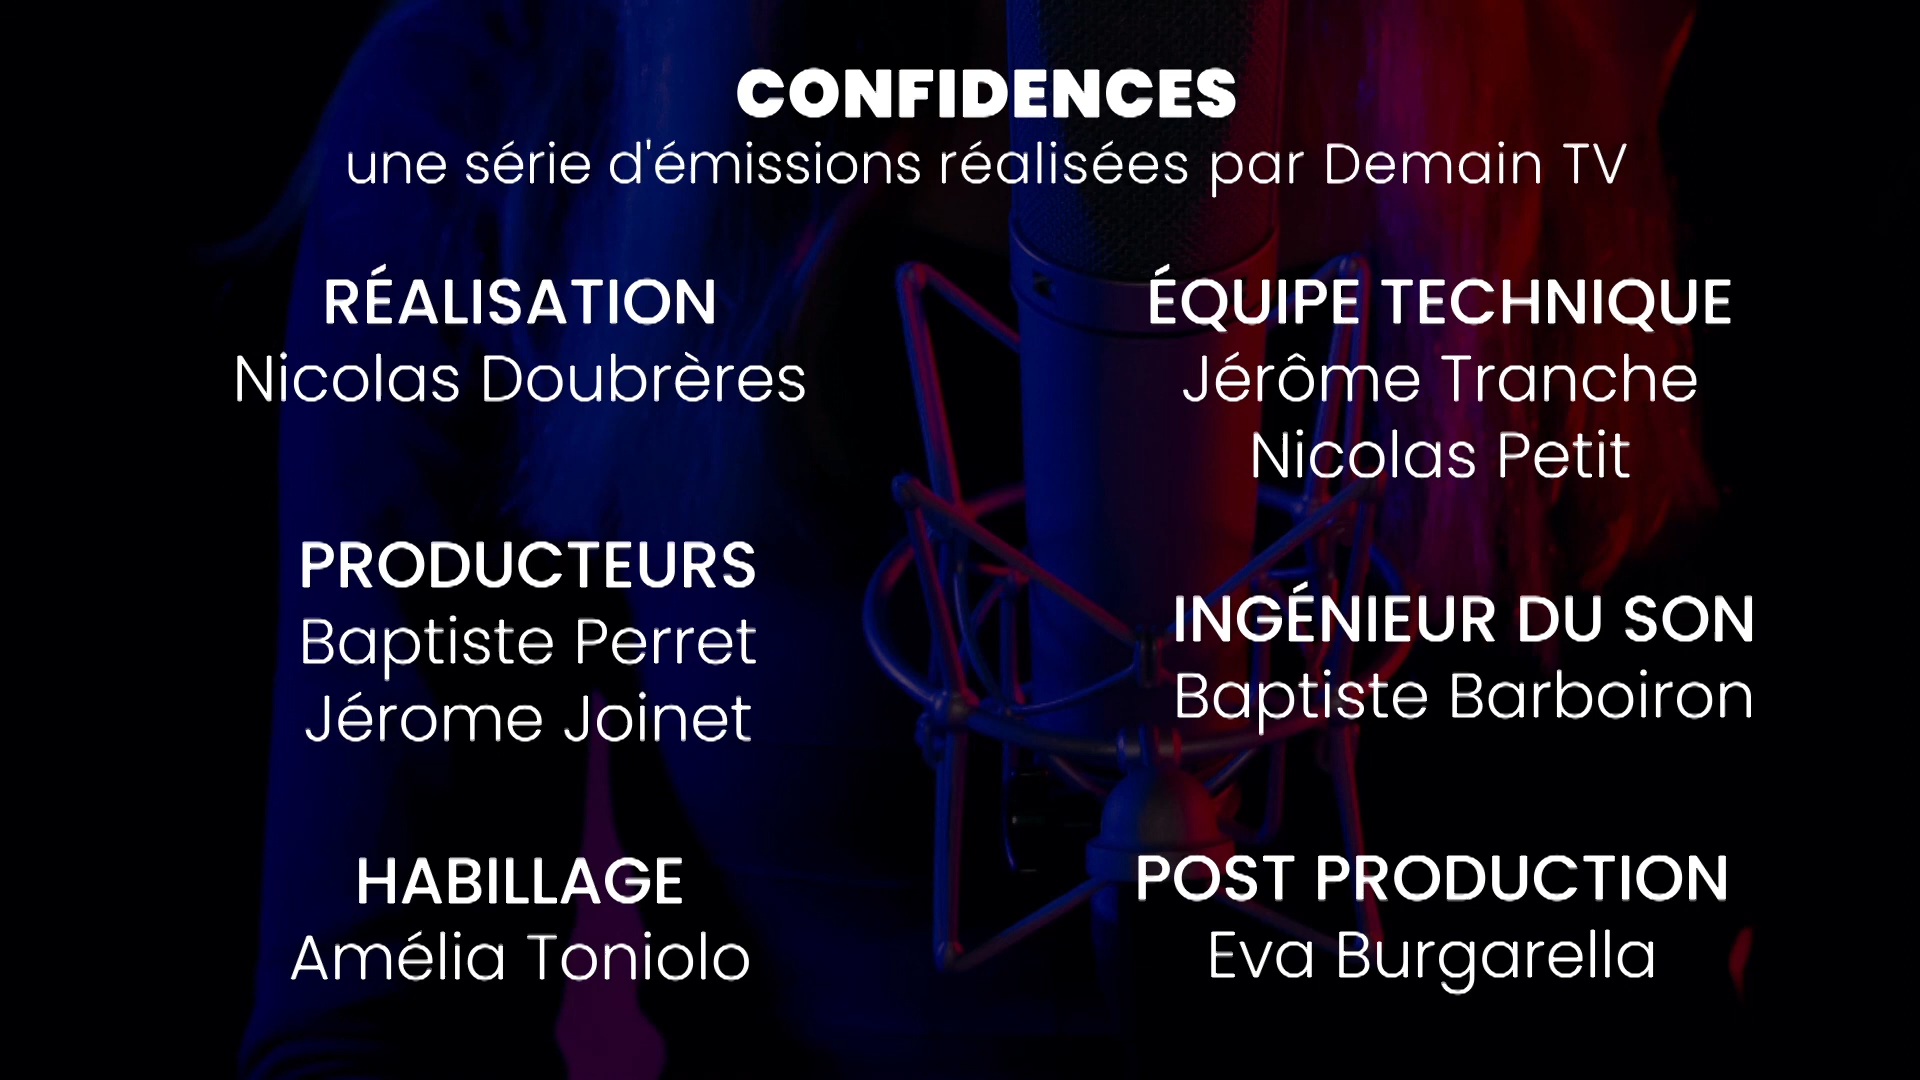 CONFIDENCES
une série d'émissions réalisées par Demain TV
RÉALISATION
Nicolas Doubrères
PRODUCTEURS
Baptiste Perret
Jérome Joinet
HABILLAGE
Amélia Toniolo
ÉQUIPE TECHNIQUE
Jérôme Tranche
Nicolas Petit
INGÉNIEUR DU SON
Baptiste Barboiron
POST PRODUCTION
Eva Burgarella